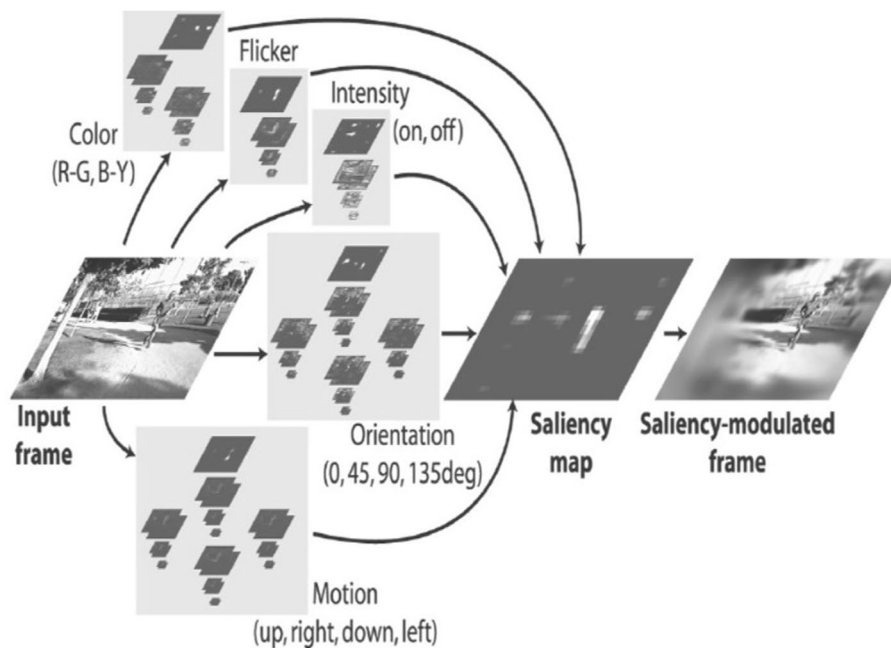 Flicker
Intensity
(on, off)
Color
(R-G, B-Y)
Input
frame
Orientation
(0, 45, 90, 135deg)
Saliency
map
Saliency-modulated
frame
Motion
(up, right, down, left)